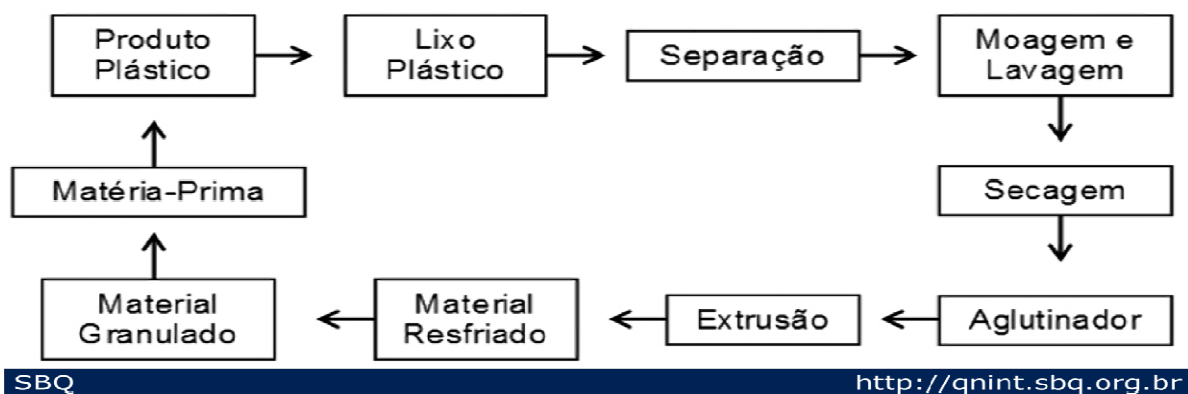 Produto
Plástico
Lixo
Plástico
Separação
Moagem e
Lavagem
Matéria-Prima
Secagem
Material
Granulado
Material
Resfriado
Extrusão
Aglutinador
SBQ
http://qnint.sbq.org.br